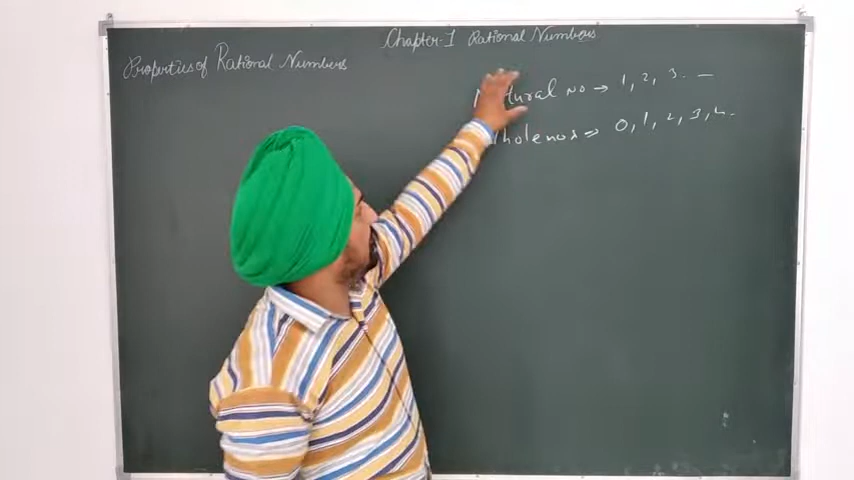 Chapter-1 Rational Numbers
Properties of Rational Numbers
Natural no → 1, 2, 3. —
Whole nos → 0, 1, 2, 3, 4.